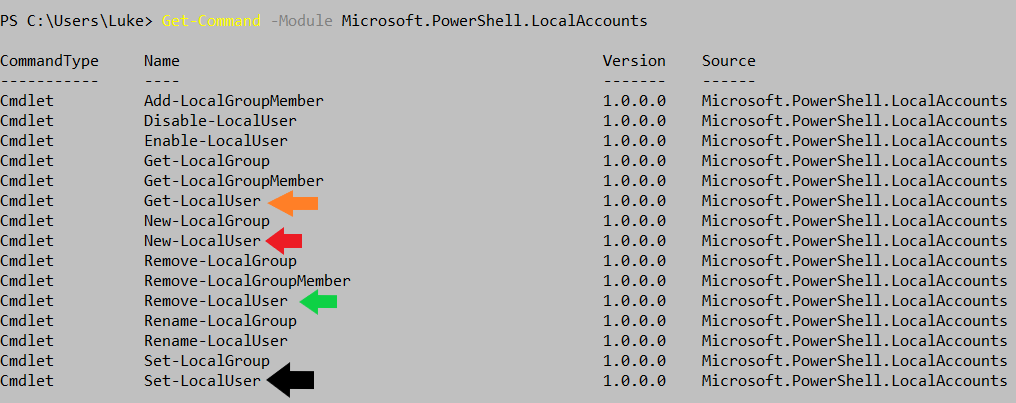 PS C:\Users\Luke> Get-Command -Module Microsoft.PowerShell.LocalAccounts
CommandType Name Version Source
----------- ---- ------- ------
Cmdlet Add-LocalGroupMember 1.0.0.0 Microsoft.PowerShell.LocalAccounts
Cmdlet Disable-LocalUser 1.0.0.0 Microsoft.PowerShell.LocalAccounts
Cmdlet Enable-LocalUser 1.0.0.0 Microsoft.PowerShell.LocalAccounts
Cmdlet Get-LocalGroup 1.0.0.0 Microsoft.PowerShell.LocalAccounts
Cmdlet Get-LocalGroupMember 1.0.0.0 Microsoft.PowerShell.LocalAccounts
Cmdlet Get-LocalUser 1.0.0.0 Microsoft.PowerShell.LocalAccounts
Cmdlet New-LocalGroup 1.0.0.0 Microsoft.PowerShell.LocalAccounts
Cmdlet New-LocalUser 1.0.0.0 Microsoft.PowerShell.LocalAccounts
Cmdlet Remove-LocalGroup 1.0.0.0 Microsoft.PowerShell.LocalAccounts
Cmdlet Remove-LocalGroupMember 1.0.0.0 Microsoft.PowerShell.LocalAccounts
Cmdlet Remove-LocalUser 1.0.0.0 Microsoft.PowerShell.LocalAccounts
Cmdlet Rename-LocalGroup 1.0.0.0 Microsoft.PowerShell.LocalAccounts
Cmdlet Rename-LocalUser 1.0.0.0 Microsoft.PowerShell.LocalAccounts
Cmdlet Set-LocalGroup 1.0.0.0 Microsoft.PowerShell.LocalAccounts
Cmdlet Set-LocalUser 1.0.0.0 Microsoft.PowerShell.LocalAccounts